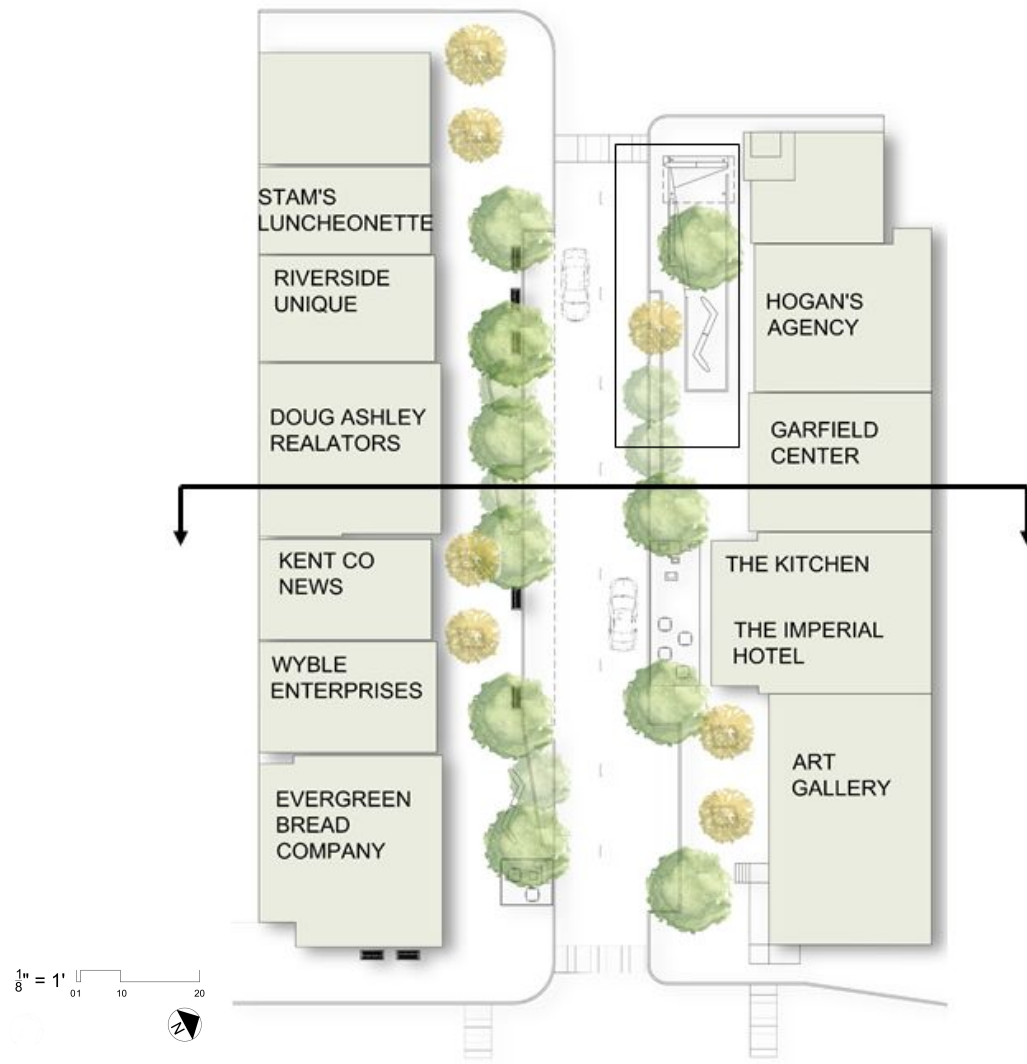 STAM'S
LUNCHEONETTE
RIVERSIDE
UNIQUE
DOUG ASHLEY
REALATORS
KENT CO
NEWS
WYBLE
ENTERPRISES
EVERGREEN
BREAD
COMPANY
HOGAN'S
AGENCY
GARFIELD
CENTER
THE KITCHEN
THE IMPERIAL
HOTEL
ART
GALLERY
1/8" = 1'
01 10 20
N